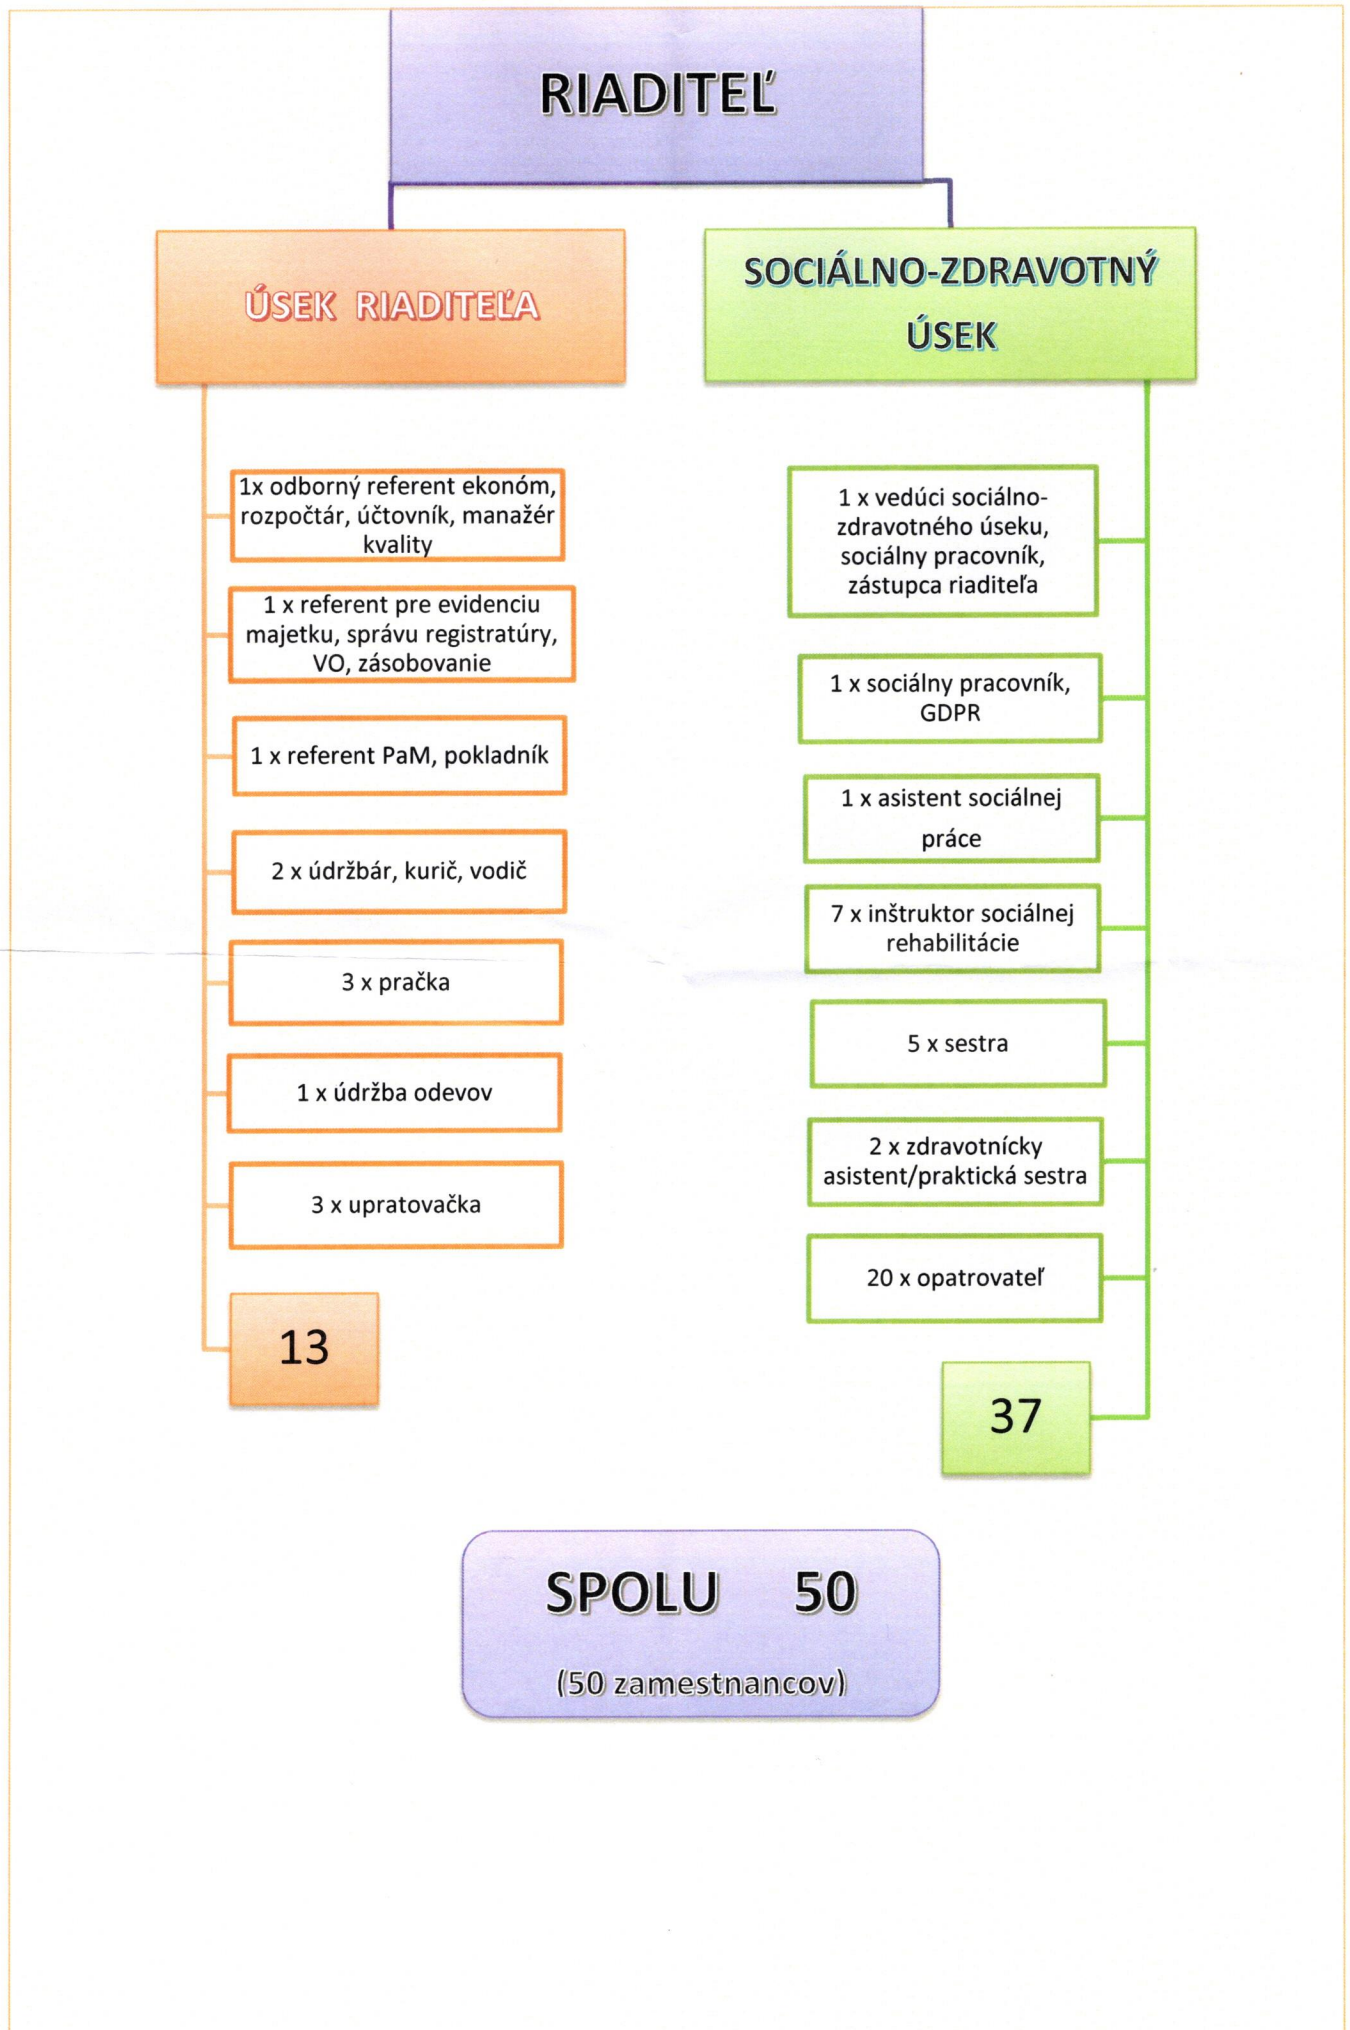 RIADITEĽ
ÚSEK RIADITEĽA
1x odborný referent ekonóm,
rozpočtár, účtovník, manažér
kvality
1 x referent pre evidenciu
majetku, správu registratúry,
VO, zásobovanie
1 x referent PaM, pokladník
2 x údržbár, kurič, vodič
3 x pračka
1 x údržba odevov
3 x upratovačka
13
SOCIÁLNO-ZDRAVOTNÝ
ÚSEK
1 x vedúci sociálno-
zdravotného úseku,
sociálny pracovník,
zástupca riaditeľa
1 x sociálny pracovník,
GDPR
1 x asistent sociálnej
práce
7 x inštruktor sociálnej
rehabilitácie
5 x sestra
2 x zdravotnícky
asistent/praktická sestra
20 x opatrovateľ
37
SPOLU 50
(50 zamestnancov)